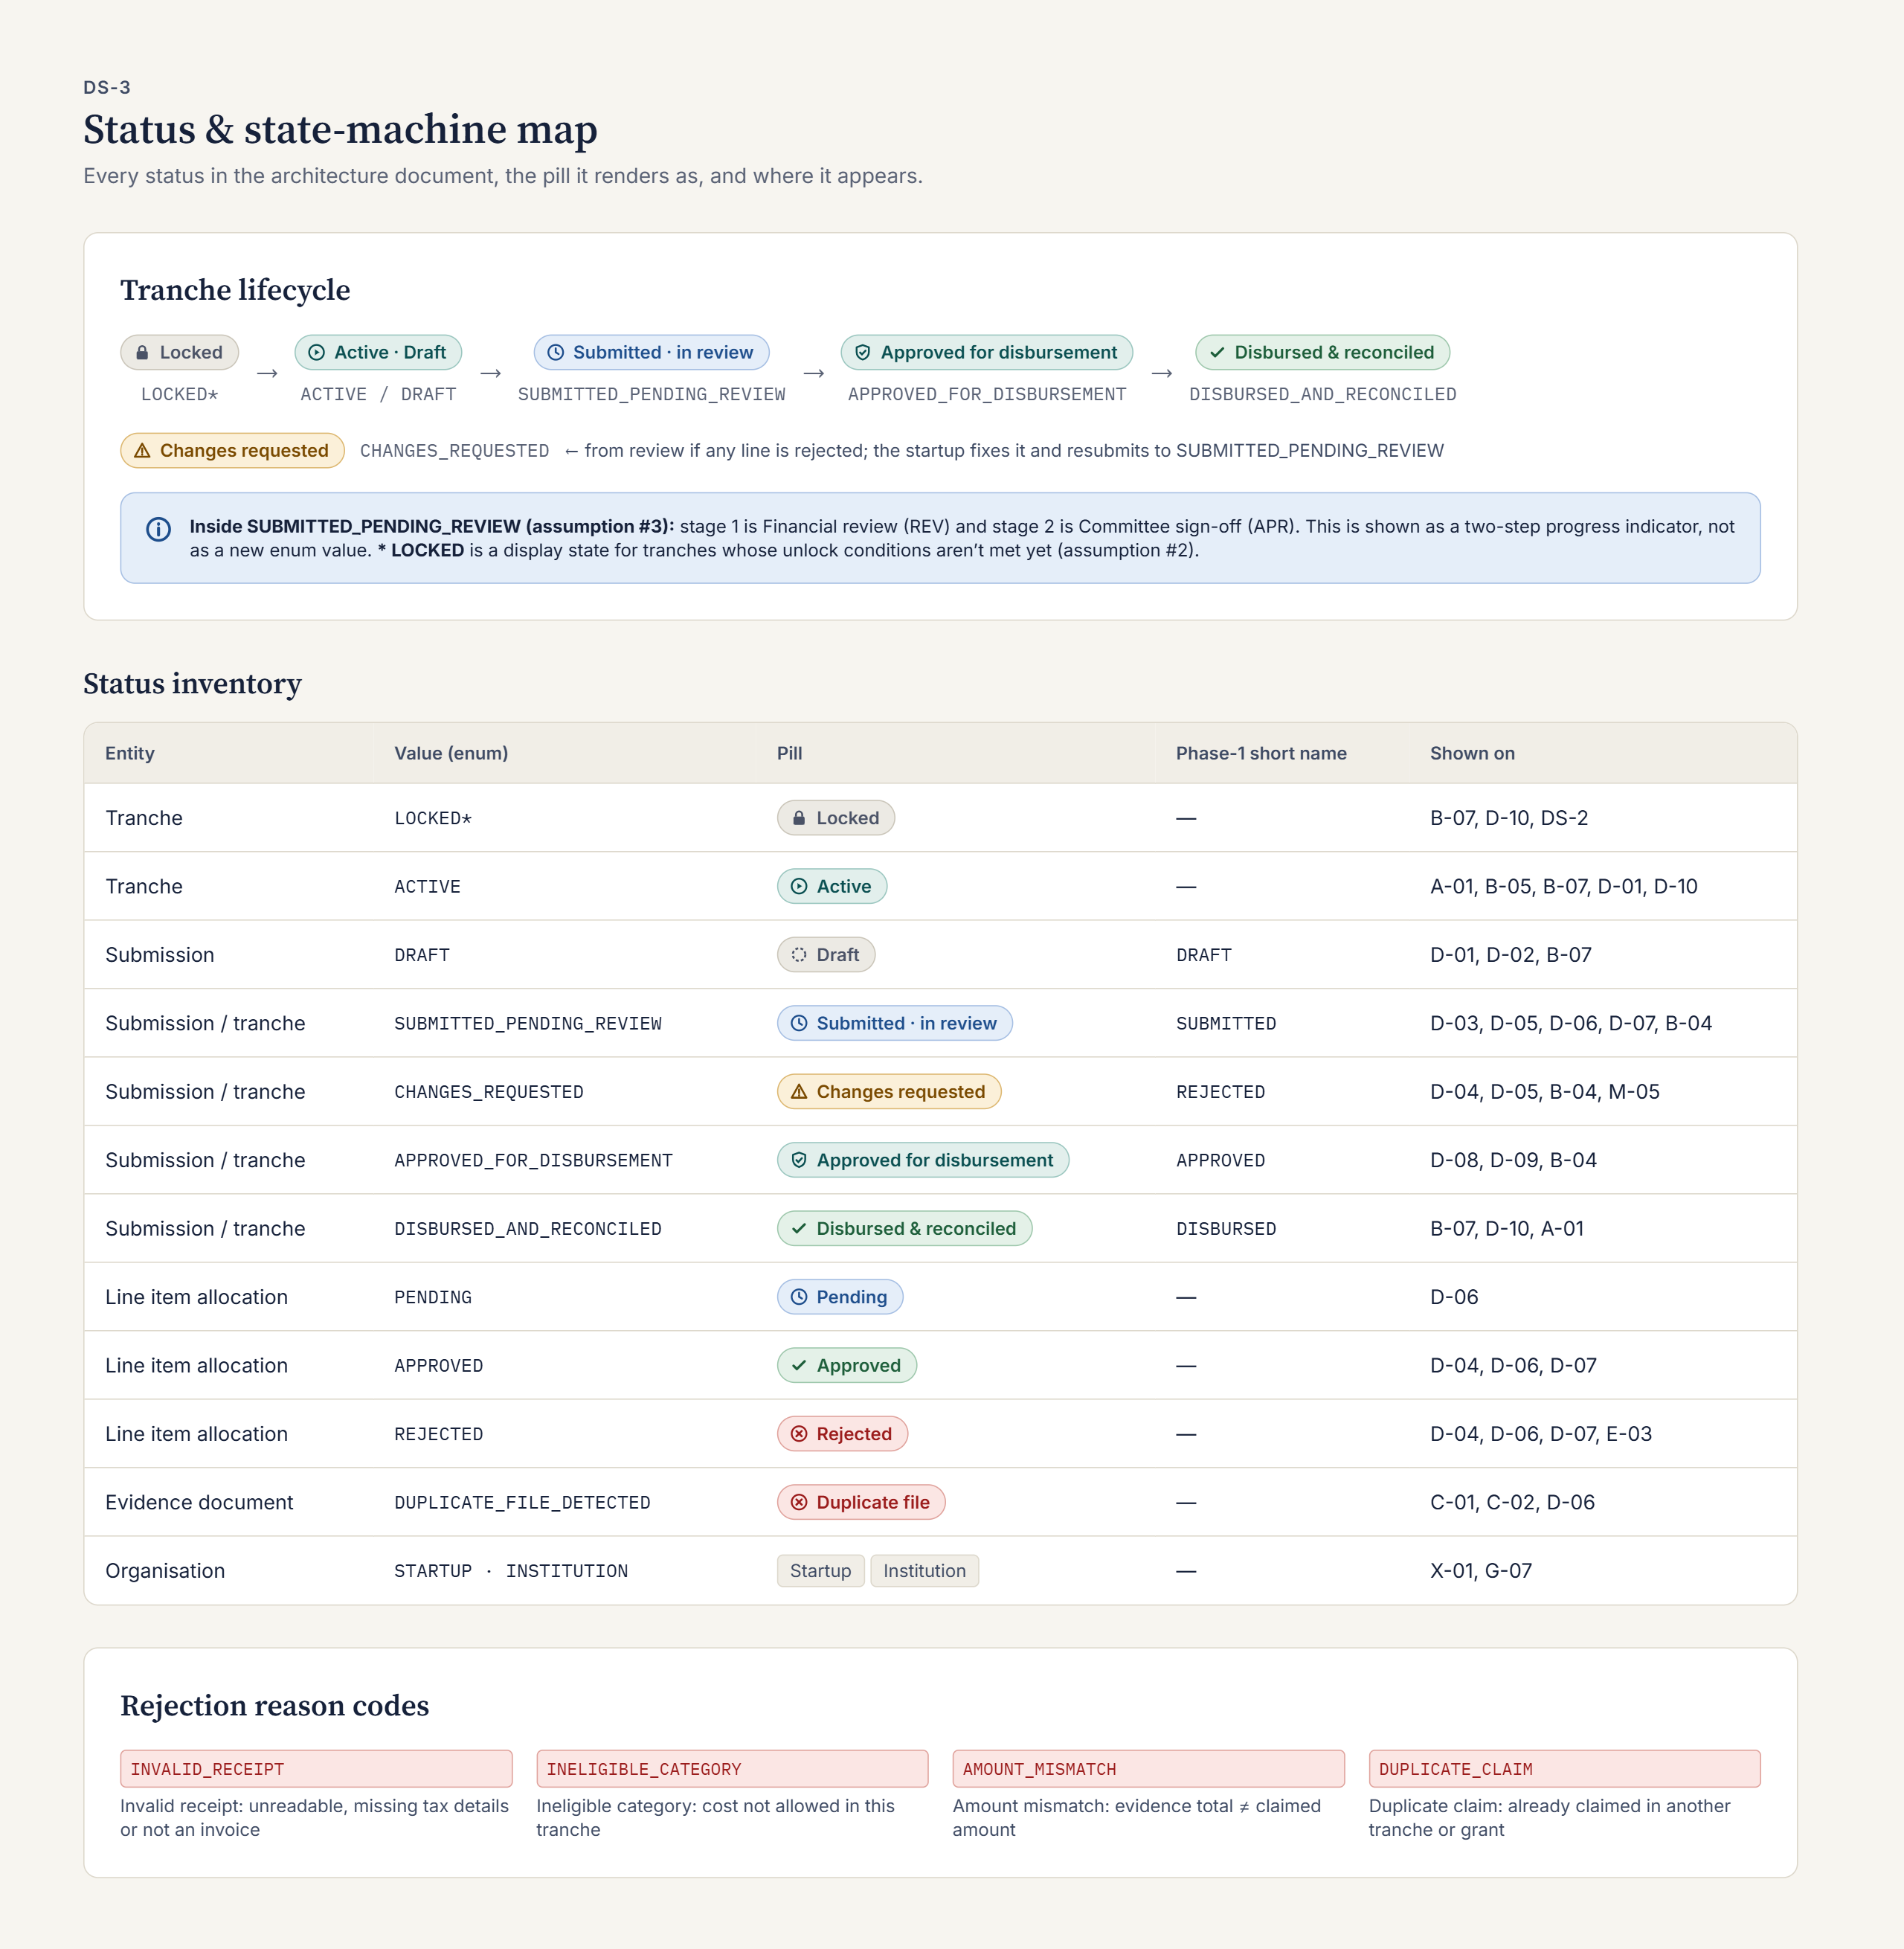 DS-3
Status & state-machine map
Every status in the architecture document, the pill it renders as, and where it appears.
Tranche lifecycle
Locked → Active · Draft → Submitted · in review → Approved for disbursement → Disbursed & reconciled
LOCKED* ACTIVE / DRAFT SUBMITTED_PENDING_REVIEW APPROVED_FOR_DISBURSEMENT DISBURSED_AND_RECONCILED
Changes requested CHANGES_REQUESTED ← from review if any line is rejected; the startup fixes it and resubmits to SUBMITTED_PENDING_REVIEW
Inside SUBMITTED_PENDING_REVIEW (assumption #3): stage 1 is Financial review (REV) and stage 2 is Committee sign-off (APR). This is shown as a two-step progress indicator, not
as a new enum value. * LOCKED is a display state for tranches whose unlock conditions aren’t met yet (assumption #2).
Status inventory
Entity Value (enum) Pill Phase-1 short name Shown on
Tranche LOCKED* Locked — B-07, D-10, DS-2
Tranche ACTIVE Active — A-01, B-05, B-07, D-01, D-10
Submission DRAFT Draft DRAFT D-01, D-02, B-07
Submission / tranche SUBMITTED_PENDING_REVIEW Submitted · in review SUBMITTED D-03, D-05, D-06, D-07, B-04
Submission / tranche CHANGES_REQUESTED Changes requested REJECTED D-04, D-05, B-04, M-05
Submission / tranche APPROVED_FOR_DISBURSEMENT Approved for disbursement APPROVED D-08, D-09, B-04
Submission / tranche DISBURSED_AND_RECONCILED Disbursed & reconciled DISBURSED B-07, D-10, A-01
Line item allocation PENDING Pending — D-06
Line item allocation APPROVED Approved — D-04, D-06, D-07
Line item allocation REJECTED Rejected — D-04, D-06, D-07, E-03
Evidence document DUPLICATE_FILE_DETECTED Duplicate file — C-01, C-02, D-06
Organisation STARTUP · INSTITUTION Startup Institution — X-01, G-07
Rejection reason codes
INVALID_RECEIPT INELIGIBLE_CATEGORY AMOUNT_MISMATCH DUPLICATE_CLAIM
Invalid receipt: unreadable, missing tax details Ineligible category: cost not allowed in this Amount mismatch: evidence total ≠ claimed Duplicate claim: already claimed in another
or not an invoice tranche amount tranche or grant